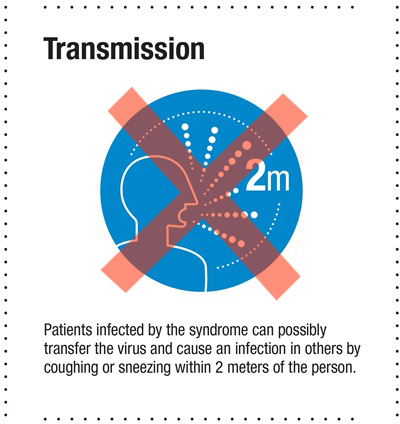 Transmission
2m
Patients infected by the syndrome can possibly
transfer the virus and cause an infection in others by
coughing or sneezing within 2 meters of the person.